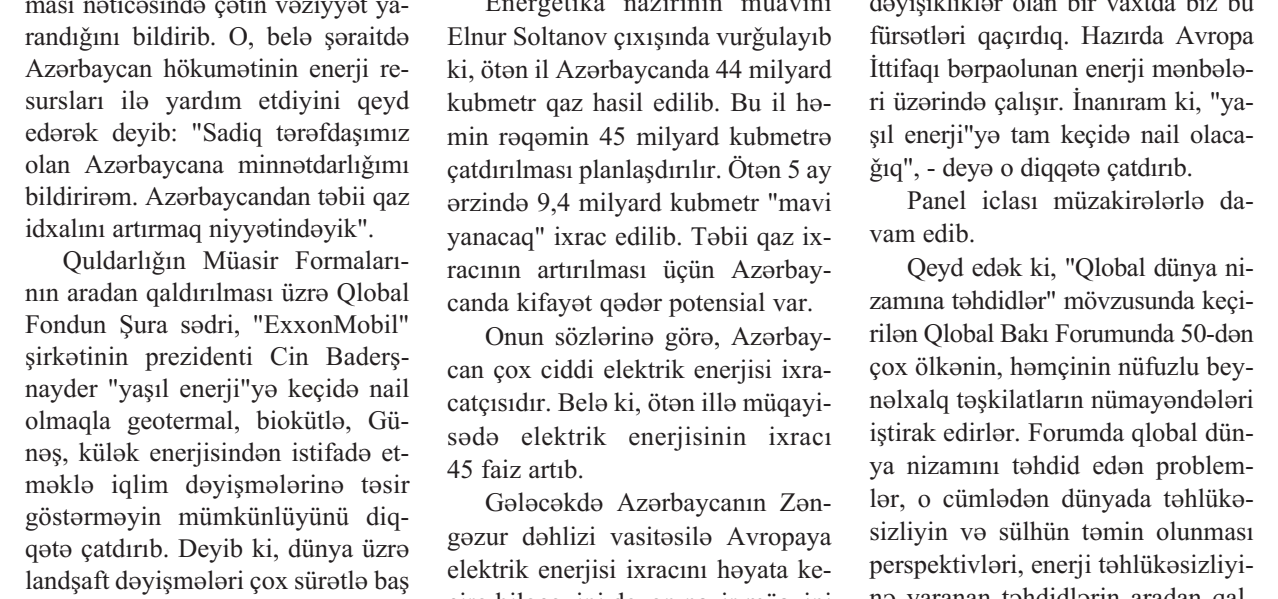 ması nəticəsində çətin vəziyyət ya-
randığını bildirib. O, belə şəraitdə
Azərbaycan hökumətinin enerji re-
sursları ilə yardım etdiyini qeyd
edərək deyib: "Sadiq tərəfdaşımız
olan Azərbaycana minnətdarlığımı
bildirirəm. Azərbaycandan təbii qaz
idxalını artırmaq niyyətindəyik".
Quldarlığın Müasir Formaları-
nın aradan qaldırılması üzrə Qlobal
Fondun Şura sədri, "ExxonMobil"
şirkətinin prezidenti Cin Baderş-
nayder "yaşıl enerji"yə keçidə nail
olmaqla geotermal, biokütlə, Gü-
nəş, külək enerjisindən istifadə et-
məklə iqlim dəyişmələrinə təsir
göstərməyin mümkünlüyünü diq-
qətə çatdırıb. Deyib ki, dünya üzrə
landşaft dəyişmələri çox sürətlə baş
Energetika nazirinin müavini
Elnur Soltanov çıxışında vurğulayıb
ki, ötən il Azərbaycanda 44 milyard
kubmetr qaz hasil edilib. Bu il hə-
min rəqəmin 45 milyard kubmetrə
çatdırılması planlaşdırılır. Ötən 5 ay
ərzində 9,4 milyard kubmetr "mavi
yanacaq" ixrac edilib. Təbii qaz ix-
racının artırılması üçün Azərbay-
canda kifayət qədər potensial var.
Onun sözlərinə görə, Azərbay-
can çox ciddi elektrik enerjisi ixra-
catçısıdır. Belə ki, ötən illə müqayi-
sədə elektrik enerjisinin ixracı
45 faiz artıb.
Gələcəkdə Azərbaycanın Zən-
gəzur dəhlizi vasitəsilə Avropaya
elektrik enerjisi ixracını həyata ke-
dəyişikliklər olan bir vaxtda biz bu
fürsətləri qaçırdıq. Hazırda Avropa
İttifaqı bərpaolunan enerji mənbələ-
ri üzərində çalışır. İnanıram ki, "ya-
şıl enerji"yə tam keçidə nail olaca-
ğıq", - deyə o diqqətə çatdırıb.
Panel iclası müzakirələrlə da-
vam edib.
Qeyd edək ki, "Qlobal dünya ni-
zamına təhdidlər" mövzusunda keçi-
rilən Qlobal Bakı Forumunda 50-dən
çox ölkənin, həmçinin nüfuzlu bey-
nəlxalq təşkilatların nümayəndələri
iştirak edirlər. Forumda qlobal dün-
ya nizamını təhdid edən problem-
lər, o cümlədən dünyada təhlükə-
sizliyin və sülhün təmin olunması
perspektivləri, enerji təhlükəsizliyi-
nə yaranan təhdidlərin aradan qal-